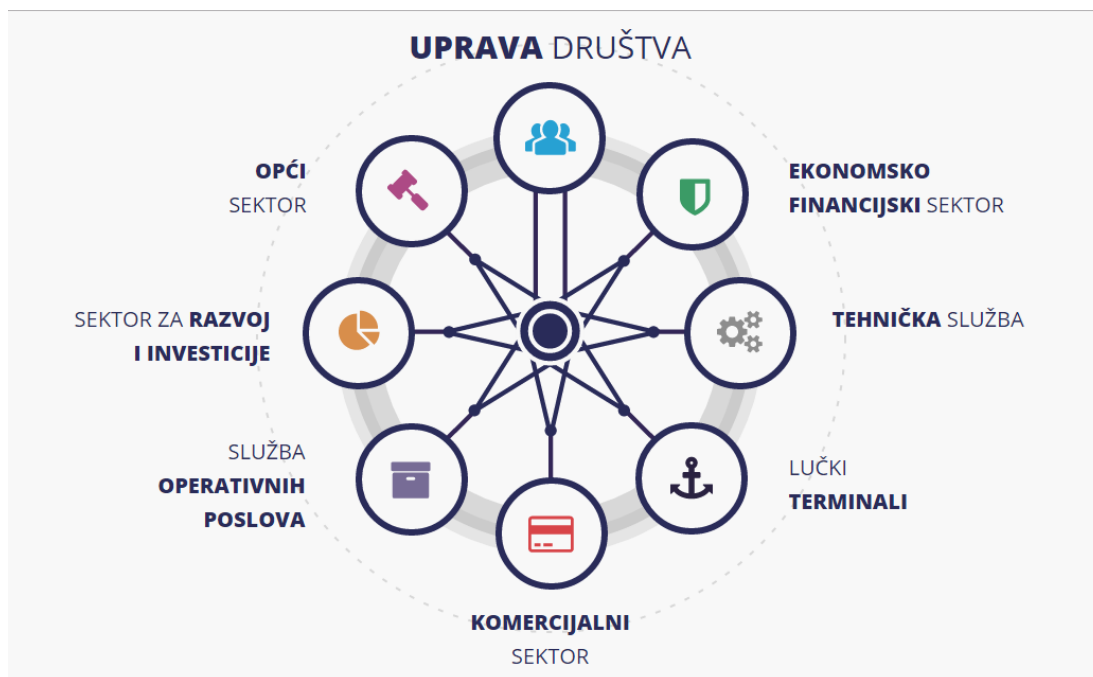 UPRAVA DRUŠTVA
OPĆI
SEKTOR
EKONOMSKO
FINANCIJSKI SEKTOR
SEKTOR ZA RAZVOJ
I INVESTICIJE
TEHNIČKA SLUŽBA
SLUŽBA
OPERATIVNIH
POSLOVA
LUČKI
TERMINALI
KOMERCIJALNI
SEKTOR